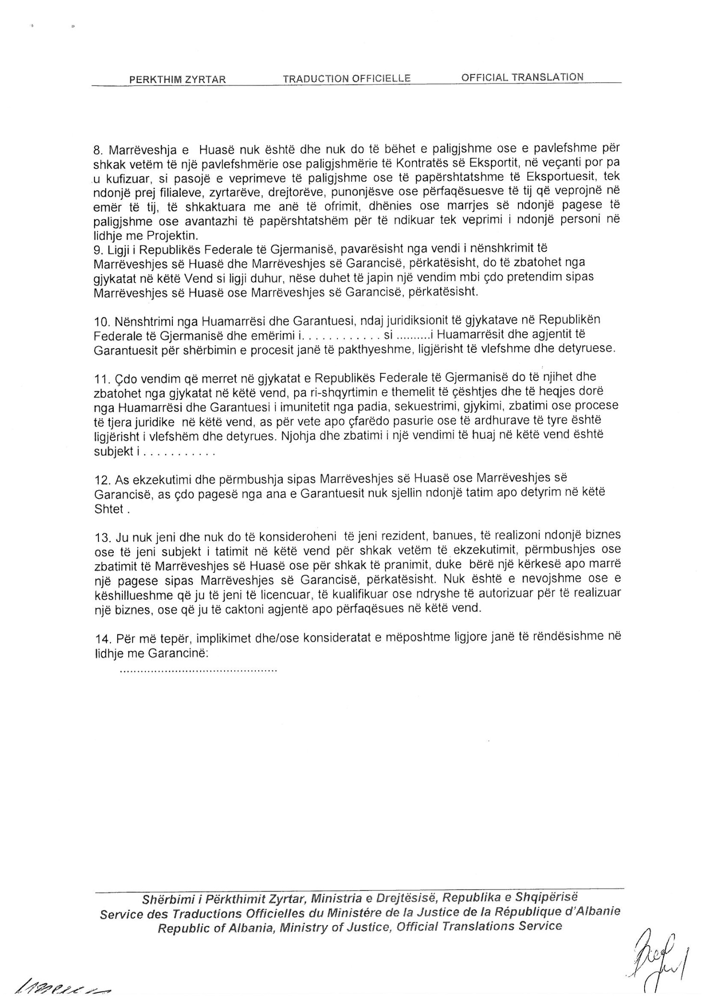 PERKTHIM ZYRTAR TRADUCTION OFFICIELLE OFFICIAL TRANSLATION
8. Marrëveshja e Huasë nuk është dhe nuk do të bëhet e paligjshme ose e pavlefshme për
shkak vetëm të një pavlefshmërie ose paligjshmërie të Kontratës së Eksportit, në veçanti por pa
u kufizuar, si pasojë e veprimeve të paligjshme ose të papërshtatshme të Eksportuesit, tek
ndonjë prej filialeve, zyrtarëve, drejtorëve, punonjësve ose përfaqësuesve të tij që veprojnë në
emër të tij, të shkaktuara me anë të ofrimit, dhënies ose marrjes së ndonjë pagese të
paligjshme ose avantazhi të papërshtatshëm për të ndikuar tek veprimi i ndonjë personi në
lidhje me Projektin.
9. Ligji i Republikës Federale të Gjermanisë, pavarësisht nga vendi i nënshkrimit të
Marrëveshjes së Huasë dhe Marrëveshjes së Garancisë, përkatësisht, do të zbatohet nga
gjykatat në këtë Vend si ligji duhur, nëse duhet të japin një vendim mbi çdo pretendim sipas
Marrëveshjes së Huasë ose Marrëveshjes së Garancisë, përkatësisht.
10. Nënshtrimi nga Huamarrësi dhe Garantuesi, ndaj juridiksionit të gjykatave në Republikën
Federale të Gjermanisë dhe emërimi i. . . . . . . . . . . . si ..........i Huamarrësit dhe agjentit të
Garantuesit për shërbimin e procesit janë të pakthyeshme, ligjërisht të vlefshme dhe detyruese.
11. Çdo vendim që merret në gjykatat e Republikës Federale të Gjermanisë do të njihet dhe
zbatohet nga gjykatat në këtë vend, pa ri-shqyrtimin e themelit të çështjes dhe të heqjes dorë
nga Huamarrësi dhe Garantuesi i imunitetit nga padia, sekuestrimi, gjykimi, zbatimi ose procese
të tjera juridike në këtë vend, as për vete apo çfarëdo pasurie ose të ardhurave të tyre është
ligjërisht i vlefshëm dhe detyrues. Njohja dhe zbatimi i një vendimi të huaj në këtë vend është
subjekt i . . . . . . . . . . .
12. As ekzekutimi dhe përmbushja sipas Marrëveshjes së Huasë ose Marrëveshjes së
Garancisë, as çdo pagesë nga ana e Garantuesit nuk sjellin ndonjë tatim apo detyrim në këtë
Shtet .
13. Ju nuk jeni dhe nuk do të konsideroheni të jeni rezident, banues, të realizoni ndonjë biznes
ose të jeni subjekt i tatimit në këtë vend për shkak vetëm të ekzekutimit, përmbushjes ose
zbatimit të Marrëveshjes së Huasë ose për shkak të pranimit, duke bërë një kërkesë apo marrë
një pagese sipas Marrëveshjes së Garancisë, përkatësisht. Nuk është e nevojshme ose e
këshillueshme që ju të jeni të licencuar, të kualifikuar ose ndryshe të autorizuar për të realizuar
një biznes, ose që ju të caktoni agjentë apo përfaqësues në këtë vend.
14. Për më tepër, implikimet dhe/ose konsideratat e mëposhtme ligjore janë të rëndësishme në
lidhje me Garancinë:
..............................................
Shërbimi i Përkthimit Zyrtar, Ministria e Drejtësisë, Republika e Shqipërisë
Service des Traductions Officielles du Ministére de la Justice de la République d'Albanie
Republic of Albania, Ministry of Justice, Official Translations Service